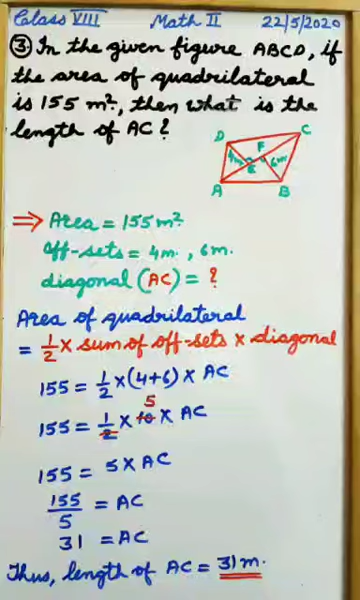 Class VIII Math II 22/5/2020
③ In the given figure ABCD, if
the area of quadrilateral
is 155 m², then what is the
length of AC?
D C
F
4m 6m
E
A B
⇒ Area = 155 m²
Off-sets = 4m, 6m.
diagonal (AC) = ?
Area of quadrilateral
= 1/2 × sum of off-sets × diagonal
155 = 1/2 × (4+6) × AC
5
155 = 1/2 × 10 × AC
155 = 5 × AC
155/5 = AC
31 = AC
Thus, length of AC = 31 m.